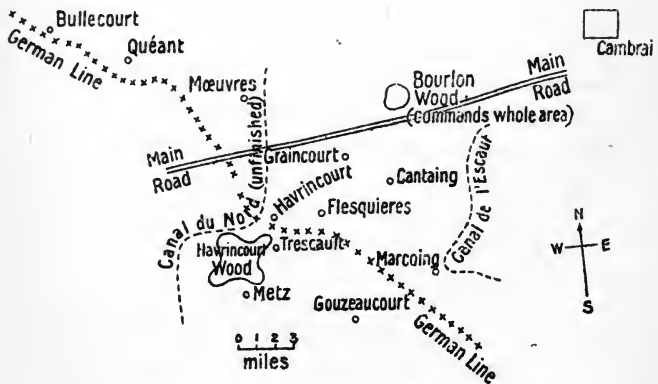 Bullecourt
Quéant
German Line
Mœuvres
Cambrai
Main
Road
Bourlon
Wood
(commands whole area)
Main
Road
Graincourt
Canal du Nord (unfinished)
Havrincourt
Cantaing
Canal de l'Escaut
Flesquieres
Havrincourt
Wood
Trescault
Marcoing
Metz
Gouzeaucourt
German Line
N
W E
S
0 1 2 3
miles